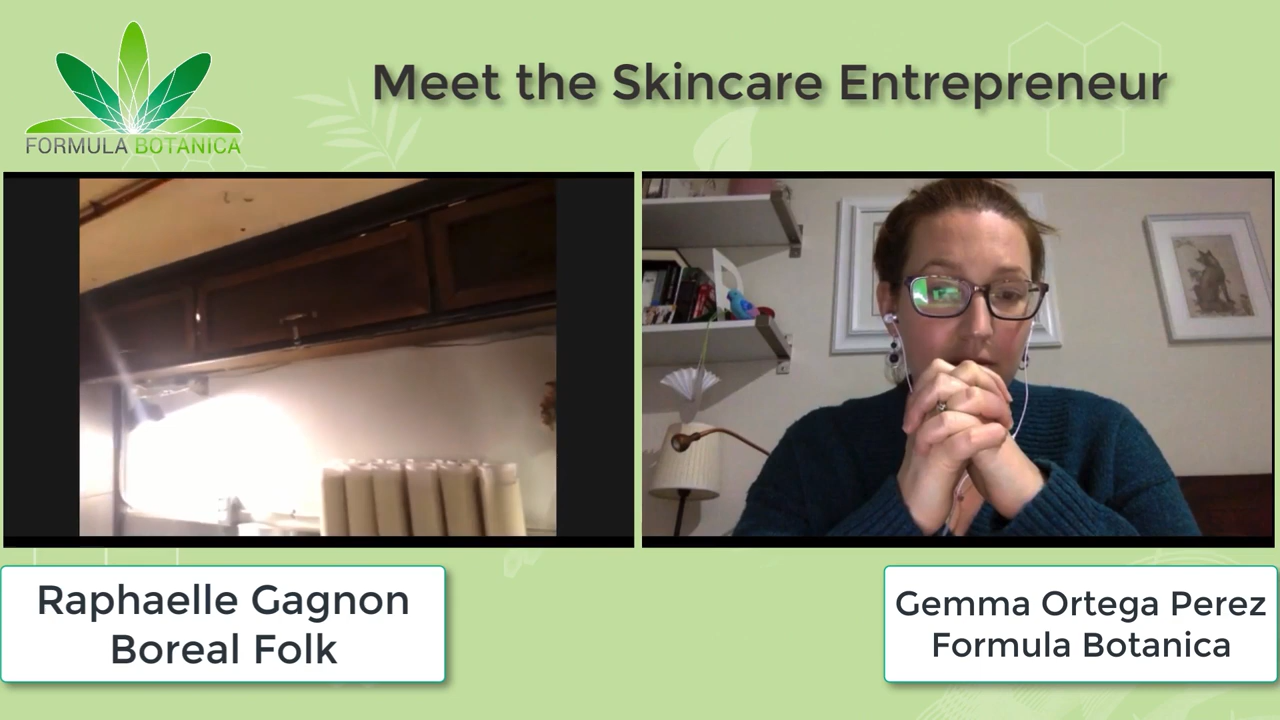 FORMULA BOTANICA
Meet the Skincare Entrepreneur
Raphaelle Gagnon
Boreal Folk
Gemma Ortega Perez
Formula Botanica